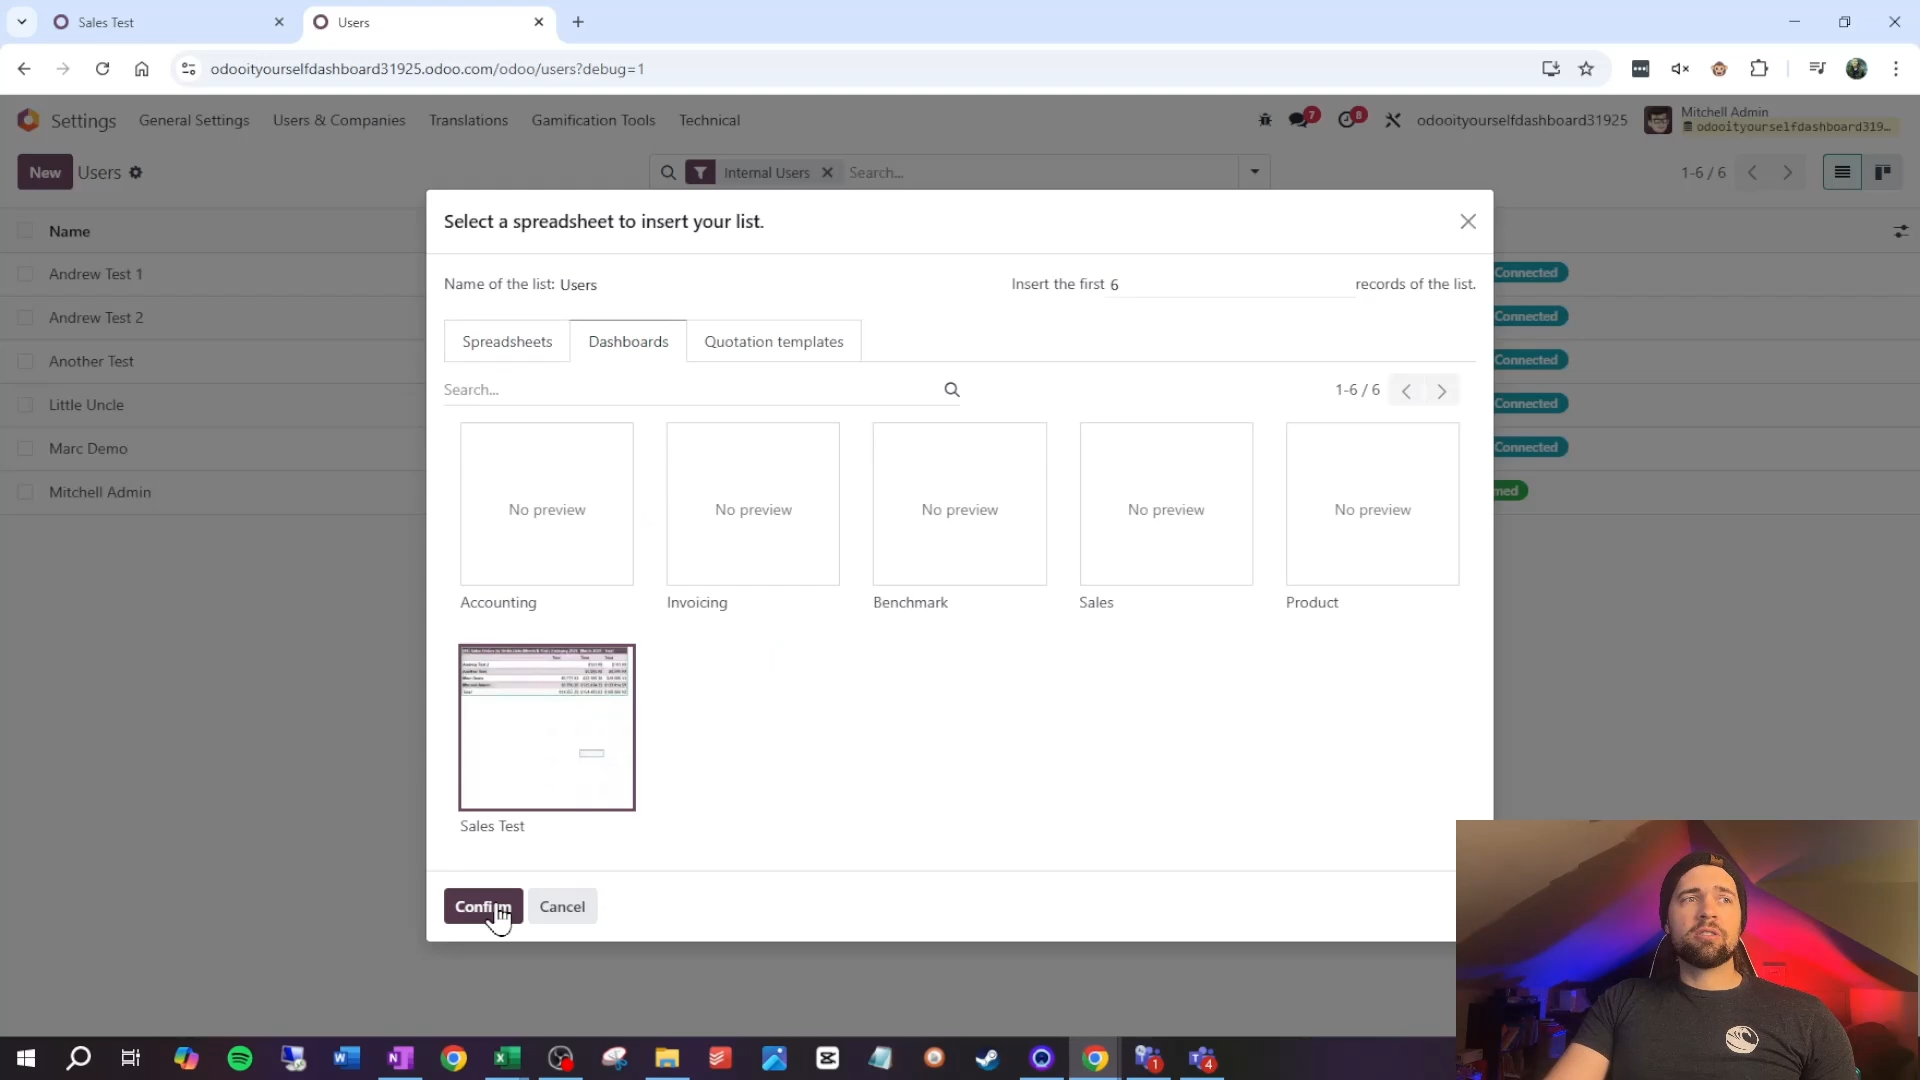 Sales Test
Users
odooityourselfdashboard31925.odoo.com/odoo/users?debug=1
Settings
General Settings
Users & Companies
Translations
Gamification Tools
Technical
7
8
odooityourselfdashboard31925
Mitchell Admin
odooityourselfdashboard319...
New
Users
Internal Users
Search...
1-6 / 6
Select a spreadsheet to insert your list.
Name
Name of the list: Users
Insert the first 6 records of the list.
Andrew Test 1
Connected
Andrew Test 2
Connected
Another Test
Connected
Little Uncle
Connected
Marc Demo
Connected
Mitchell Admin
med
Spreadsheets
Dashboards
Quotation templates
Search...
1-6 / 6
No preview
No preview
No preview
No preview
No preview
Accounting
Invoicing
Benchmark
Sales
Product
Sales Test
Confirm
Cancel
1
4